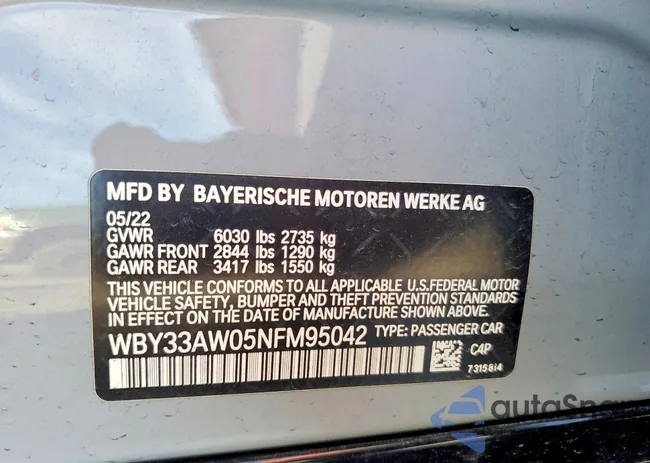 MFD BY BAYERISCHE MOTOREN WERKE AG
05/22
GVWR 6030 lbs 2735 kg
GAWR FRONT 2844 lbs 1290 kg
GAWR REAR 3417 lbs 1550 kg
THIS VEHICLE CONFORMS TO ALL APPLICABLE U.S.FEDERAL MOTOR
VEHICLE SAFETY, BUMPER AND THEFT PREVENTION STANDARDS
IN EFFECT ON THE DATE OF MANUFACTURE SHOWN ABOVE
WBY33AW05NFM95042 TYPE: PASSENGER CAR
C4P
7315814